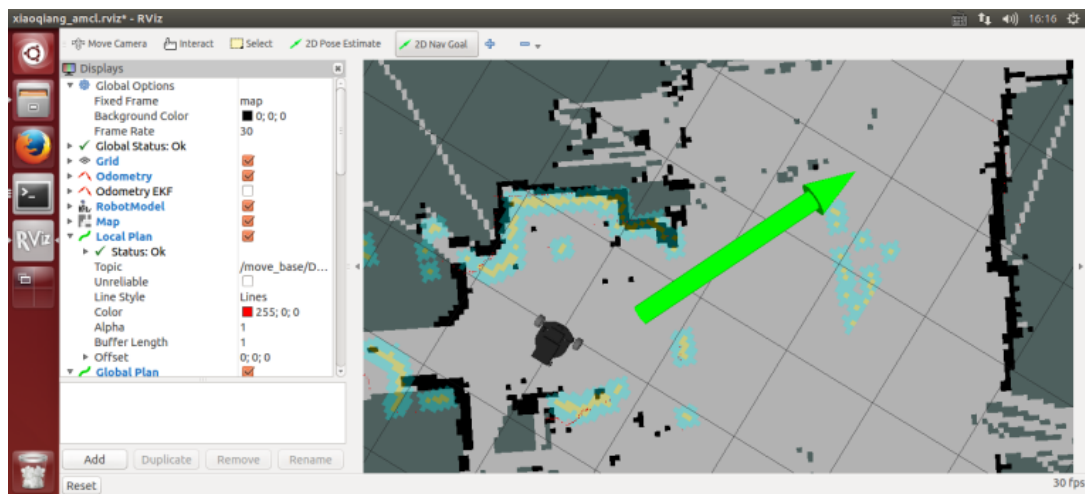 xiaoqiang_amcl.rviz* - RViz
16:16
Move Camera Interact Select 2D Pose Estimate 2D Nav Goal
Displays
Global Options
Fixed Frame map
Background Color 0; 0; 0
Frame Rate 30
Global Status: Ok
Grid
Odometry
Odometry EKF
RobotModel
Map
Local Plan
Status: Ok
Topic /move_base/D...
Unreliable
Line Style Lines
Color 255; 0; 0
Alpha 1
Buffer Length 1
Offset 0; 0; 0
Global Plan
RViz
Add Duplicate Remove Rename
Reset
30 fps